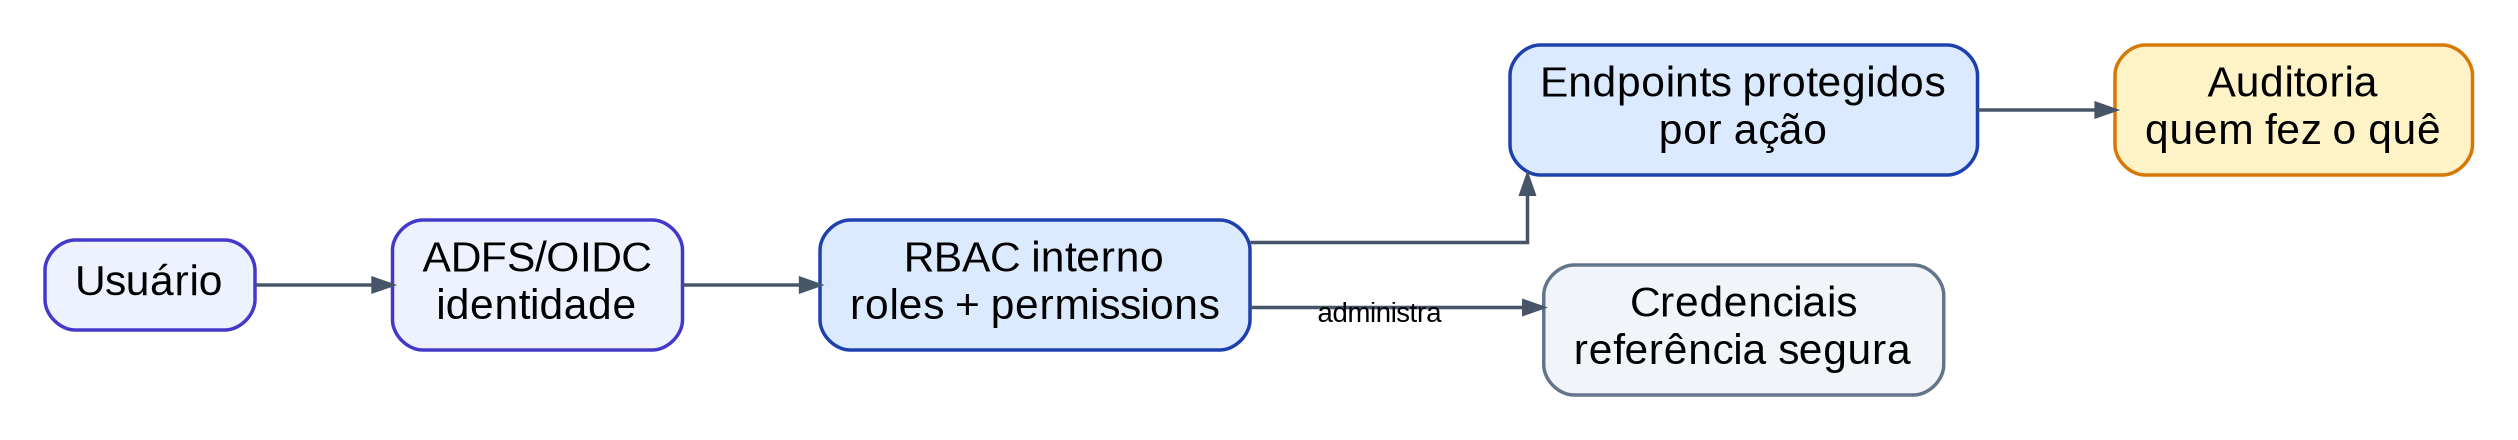 Usuário
ADFS/OIDC
identidade
RBAC interno
roles + permissions
Endpoints protegidos
por ação
Auditoria
quem fez o quê
administra
Credenciais
referência segura